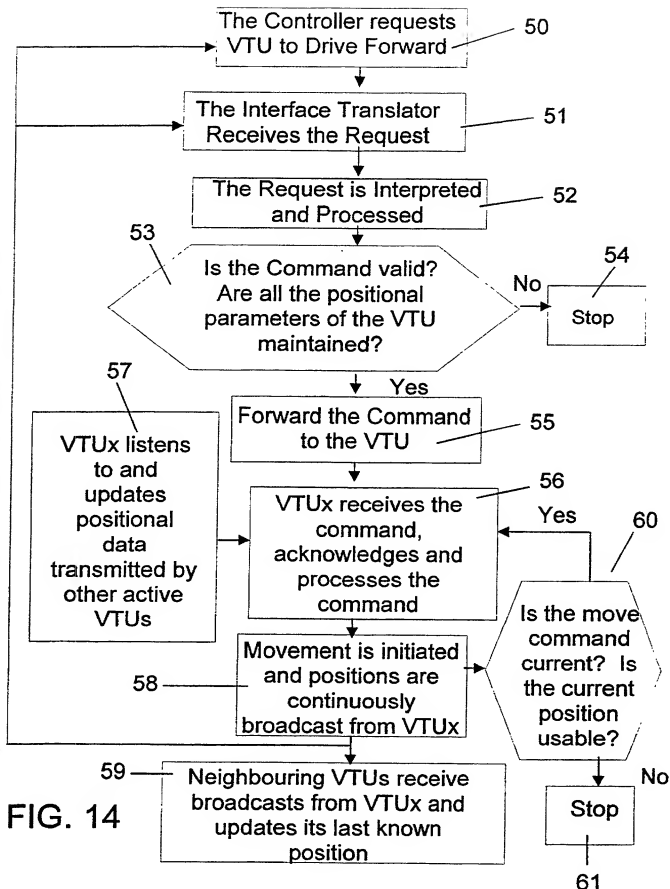 The Controller requests
VTU to Drive Forward
50
The Interface Translator
Receives the Request
51
The Request is Interpreted
and Processed
52
53
Is the Command valid?
Are all the positional
parameters of the VTU
maintained?
No
54
Stop
Yes
57
Forward the Command
to the VTU
55
VTUx listens
to and
updates
positional
data
transmitted by
other active
VTUs
56
VTUx receives the
command,
acknowledges and
processes the
command
Yes
60
Is the move
command
current? Is
the current
position
usable?
58
Movement is initiated
and positions are
continuously
broadcast from VTUx
59
Neighbouring VTUs receive
broadcasts from VTUx and
updates its last known
position
No
Stop
61
FIG. 14